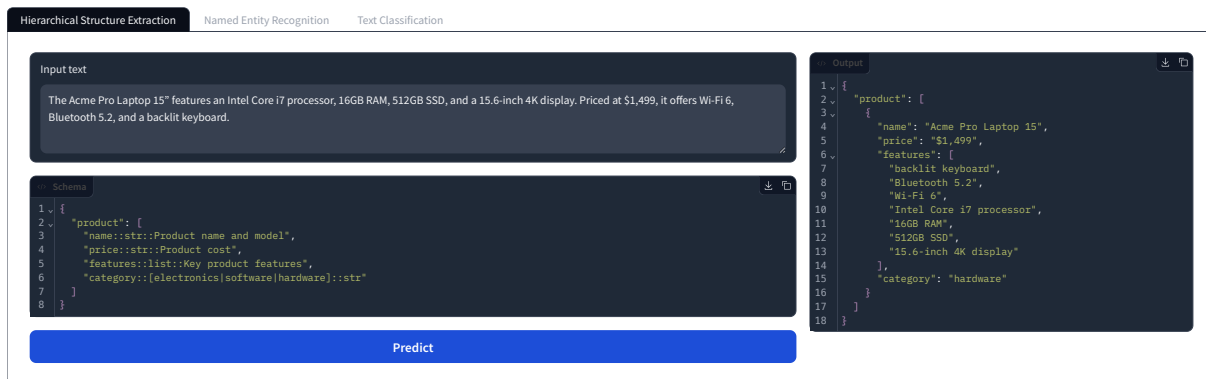 Hierarchical Structure Extraction
Named Entity Recognition
Text Classification
Input text
The Acme Pro Laptop 15” features an Intel Core i7 processor, 16GB RAM, 512GB SSD, and a 15.6-inch 4K display. Priced at $1,499, it offers Wi-Fi 6,
Bluetooth 5.2, and a backlit keyboard.
Schema
1 {
2 "product": [
3 "name::str::Product name and model",
4 "price::str::Product cost",
5 "features::list::Key product features",
6 "category::[electronics|software|hardware]::str"
7 ]
8 }
Predict
Output
1 {
2 "product": [
3 {
4 "name": "Acme Pro Laptop 15",
5 "price": "$1,499",
6 "features": [
7 "backlit keyboard",
8 "Bluetooth 5.2",
9 "Wi-Fi 6",
10 "Intel Core i7 processor",
11 "16GB RAM",
12 "512GB SSD",
13 "15.6-inch 4K display"
14 ],
15 "category": "hardware"
16 }
17 ]
18 }